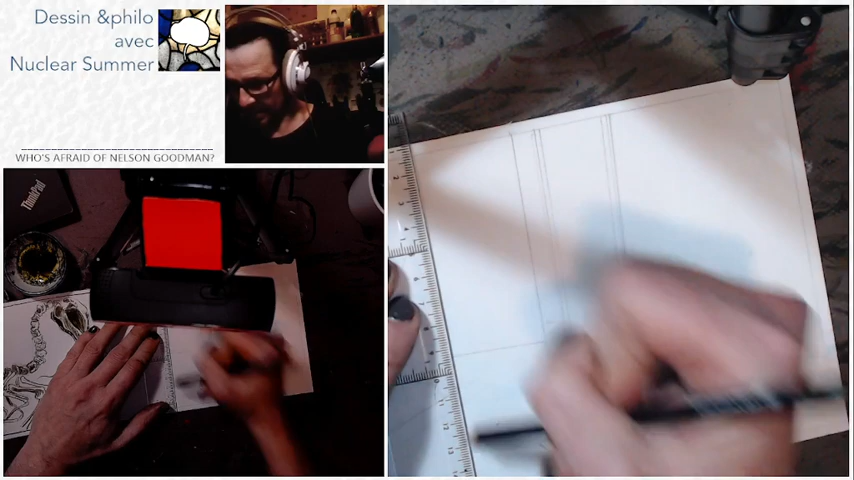 Dessin &philo
avec
Nuclear Summer
WHO'S AFRAID OF NELSON GOODMAN?
ThinkPad